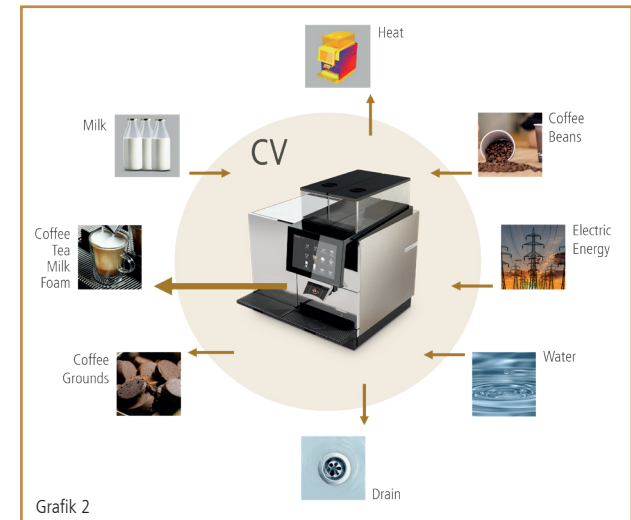 Heat
Milk
CV
Coffee
Beans
Coffee
Tea
Milk
Foam
Electric
Energy
Coffee
Grounds
Water
Drain
Grafik 2